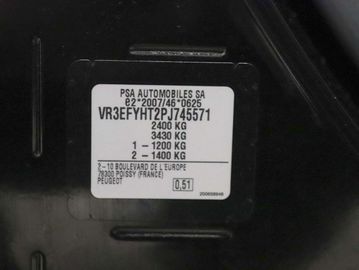 PSA AUTOMOBILES SA
e2*2007/46*0625
VR3EFYHT2PJ745571
2400 KG
3430 KG
1 - 1200 KG
2 - 1400 KG
2-10 BOULEVARD DE L'EUROPE
78300 POISSY (FRANCE)
PEUGEOT
0,51